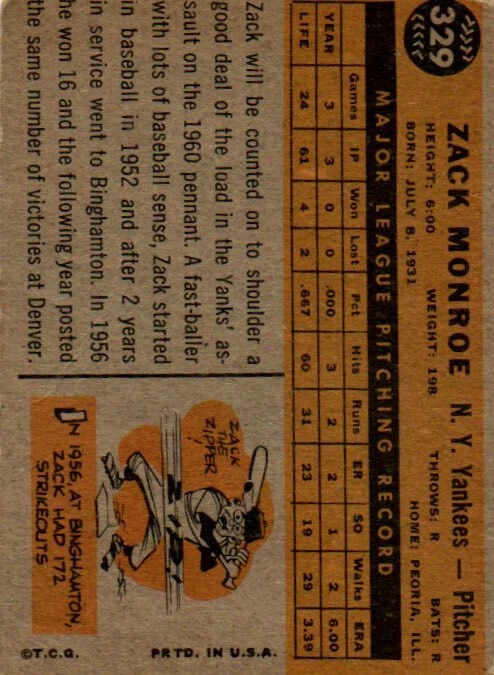 329
ZACK MONROE N. Y. Yankees — Pitcher
HEIGHT: 6:00 WEIGHT: 198 THROWS: R BATS: R
BORN: JULY 8, 1931 HOME: PEORIA, ILL.
MAJOR LEAGUE PITCHING RECORD
Games IP Won Lost Pct Hits Runs ER SO Walks ERA
YEAR 3 3 0 0 .000 3 2 2 1 2 6.00
LIFE 24 61 4 2 .667 60 31 23 19 29 3.39
Zack will be counted on to shoulder a
good deal of the load in the Yanks' as-
sault on the 1960 pennant. A fast-baller
with lots of baseball sense, Zack started
in baseball in 1952 and after 2 years
in service went to Binghamton. In 1956
he won 16 and the following year posted
the same number of victories at Denver.
ZACK
THE
ZIPPER!
ZIP!
IN 1956, AT BINGHAMTON,
ZACK HAD 172
STRIKEOUTS
©T.C.G. PRTD. IN U.S.A.